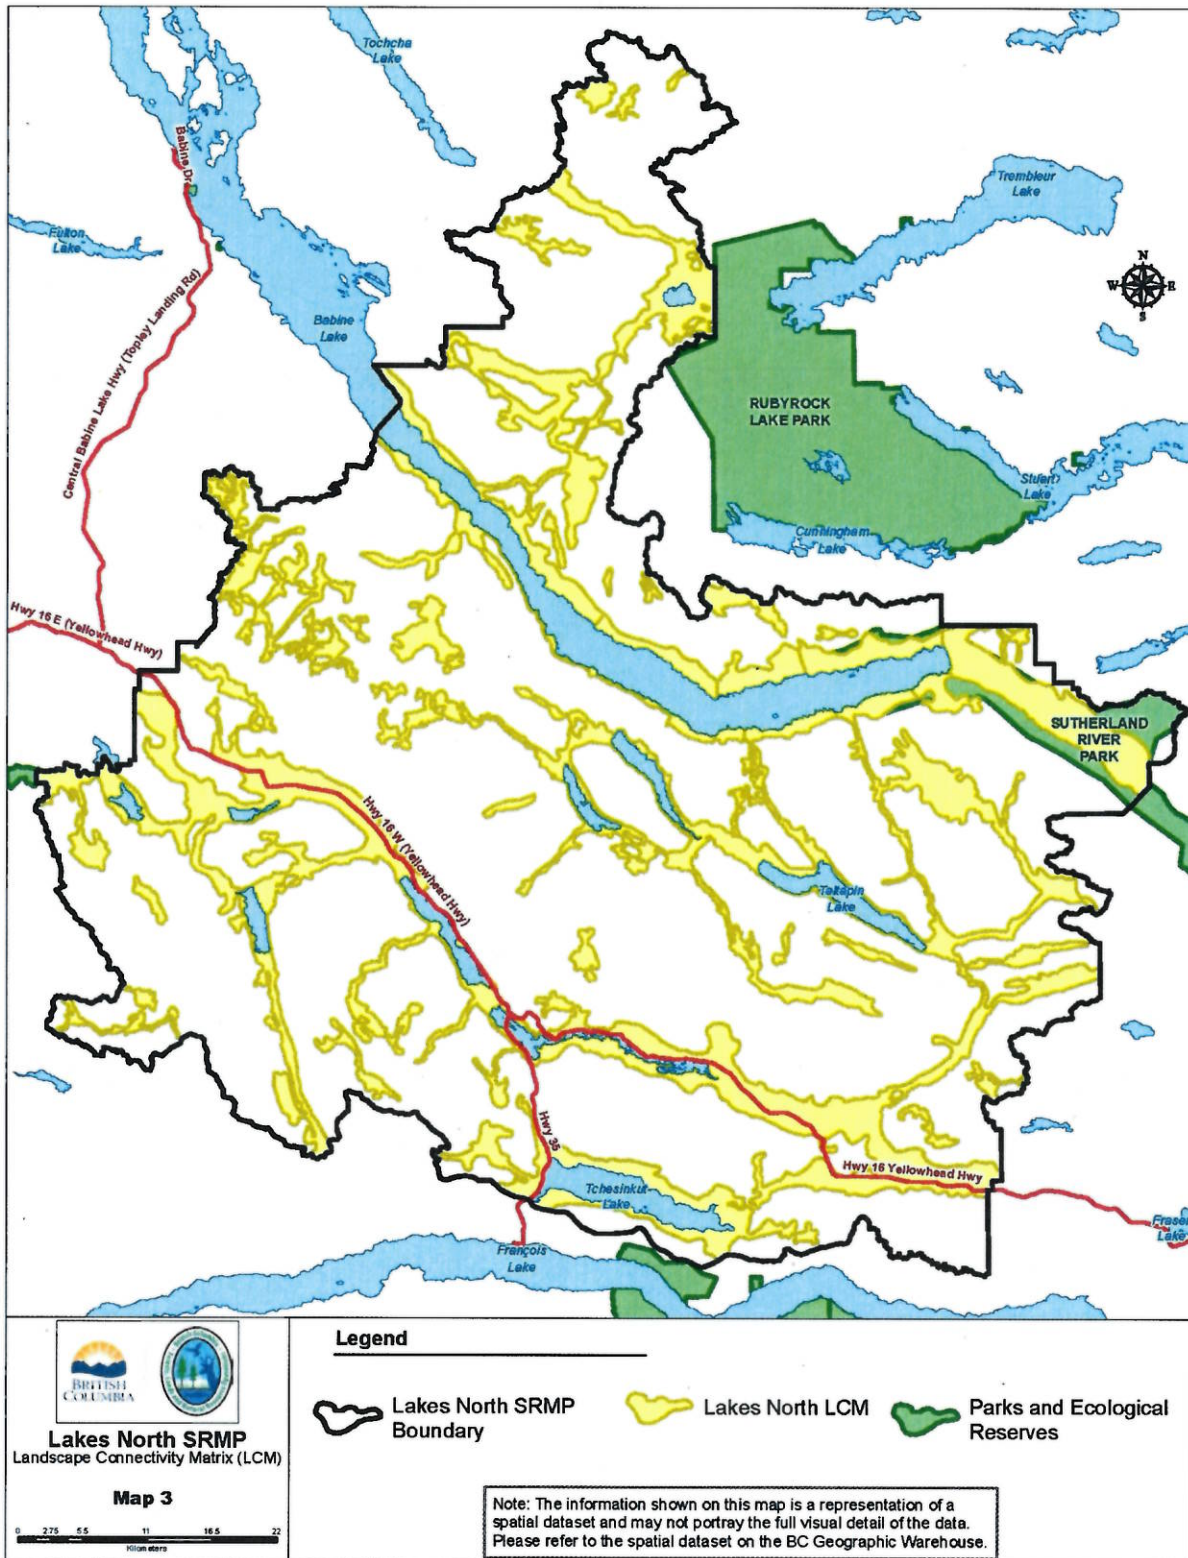 Tochcha
Lake
Trembleur
Lake
Babine Dr
Fulton
Lake
N
W E
S
Babine
Lake
Central Babine Lake Hwy (Topley Landing Rd)
RUBYROCK
LAKE PARK
Stuart
Lake
Cunningham
Lake
Hwy 16 E (Yellowhead Hwy)
SUTHERLAND
RIVER
PARK
Hwy 16 W (Yellowhead Hwy)
Taltapin
Lake
Hwy 35
Hwy 16 Yellowhead Hwy
Tchesinkut
Lake
Fraser
Lake
François
Lake
BRITISH
COLUMBIA
Lakes North SRMP
Landscape Connectivity Matrix (LCM)
Map 3
0 2.75 5.5 11 16.5 22
Kilometers
Legend
Lakes North SRMP
Boundary
Lakes North LCM
Parks and Ecological
Reserves
Note: The information shown on this map is a representation of a
spatial dataset and may not portray the full visual detail of the data.
Please refer to the spatial dataset on the BC Geographic Warehouse.